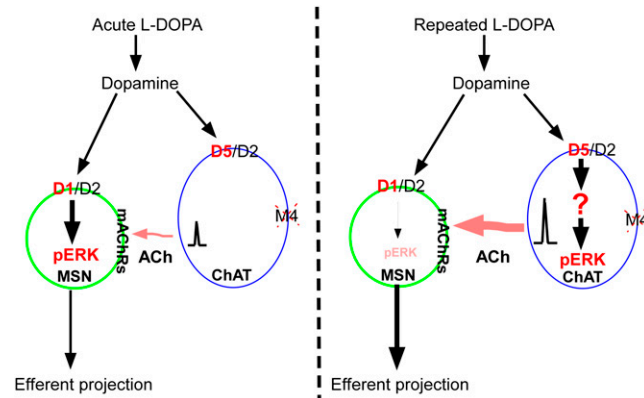 Acute L-DOPA
Dopamine
D5/D2
D1/D2
mAChRs
M4
pERK
MSN
ACh
ChAT
Efferent projection
Repeated L-DOPA
Dopamine
D5/D2
D1/D2
mAChRs
?
M4
pERK
MSN
ACh
pERK
ChAT
Efferent projection